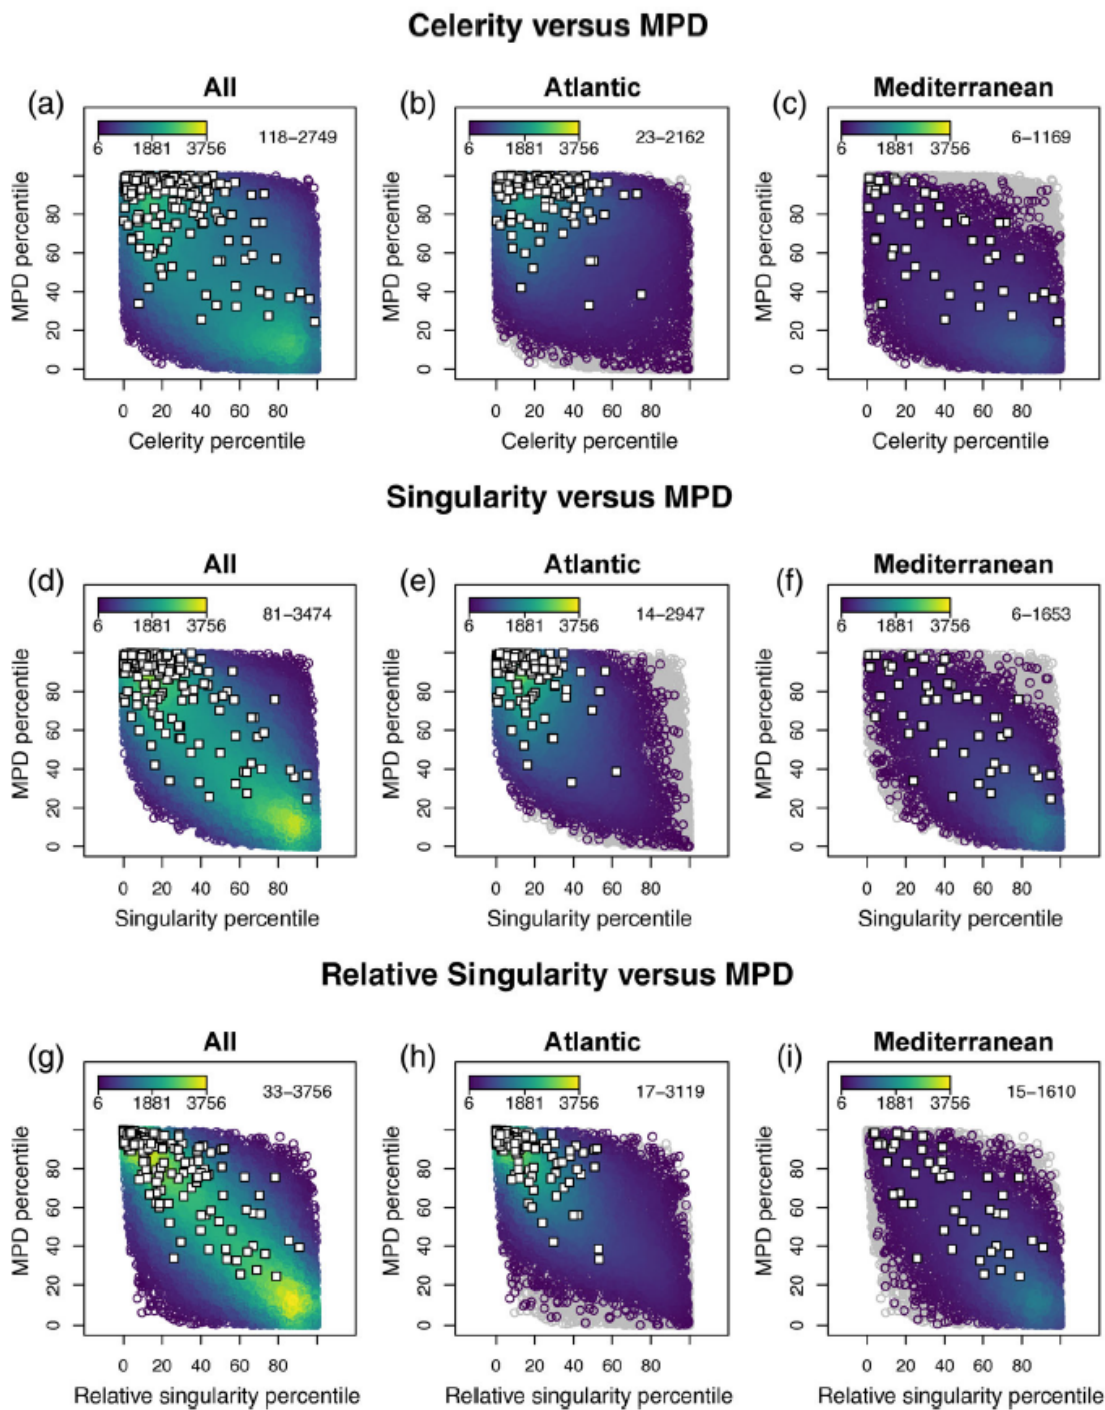 Celerity versus MPD
(a) All (b) Atlantic (c) Mediterranean
118–2749 23–2162 6–1169
6 1881 3756 6 1881 3756 6 1881 3756
MPD percentile MPD percentile MPD percentile
80 80 80
60 60 60
40 40 40
20 20 20
0 0 0
0 20 40 60 80 0 20 40 60 80 0 20 40 60 80
Celerity percentile Celerity percentile Celerity percentile
Singularity versus MPD
(d) All (e) Atlantic (f) Mediterranean
81–3474 14–2947 6–1653
6 1881 3756 6 1881 3756 6 1881 3756
MPD percentile MPD percentile MPD percentile
80 80 80
60 60 60
40 40 40
20 20 20
0 0 0
0 20 40 60 80 0 20 40 60 80 0 20 40 60 80
Singularity percentile Singularity percentile Singularity percentile
Relative Singularity versus MPD
(g) All (h) Atlantic (i) Mediterranean
33–3756 17–3119 15–1610
6 1881 3756 6 1881 3756 6 1881 3756
MPD percentile MPD percentile MPD percentile
80 80 80
60 60 60
40 40 40
20 20 20
0 0 0
0 20 40 60 80 0 20 40 60 80 0 20 40 60 80
Relative singularity percentile Relative singularity percentile Relative singularity percentile